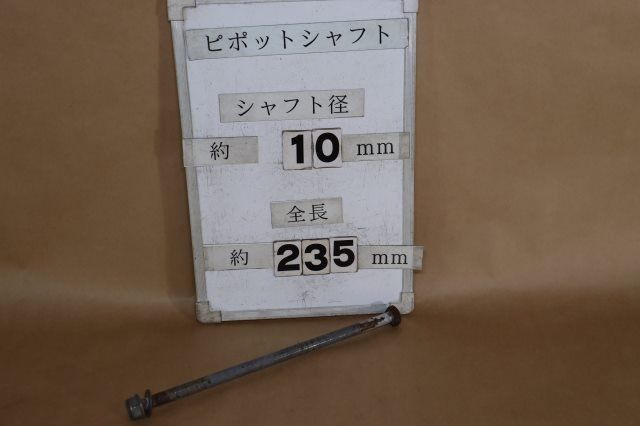 ピボットシャフト
シャフト径
約 10 mm
全長
約 235 mm